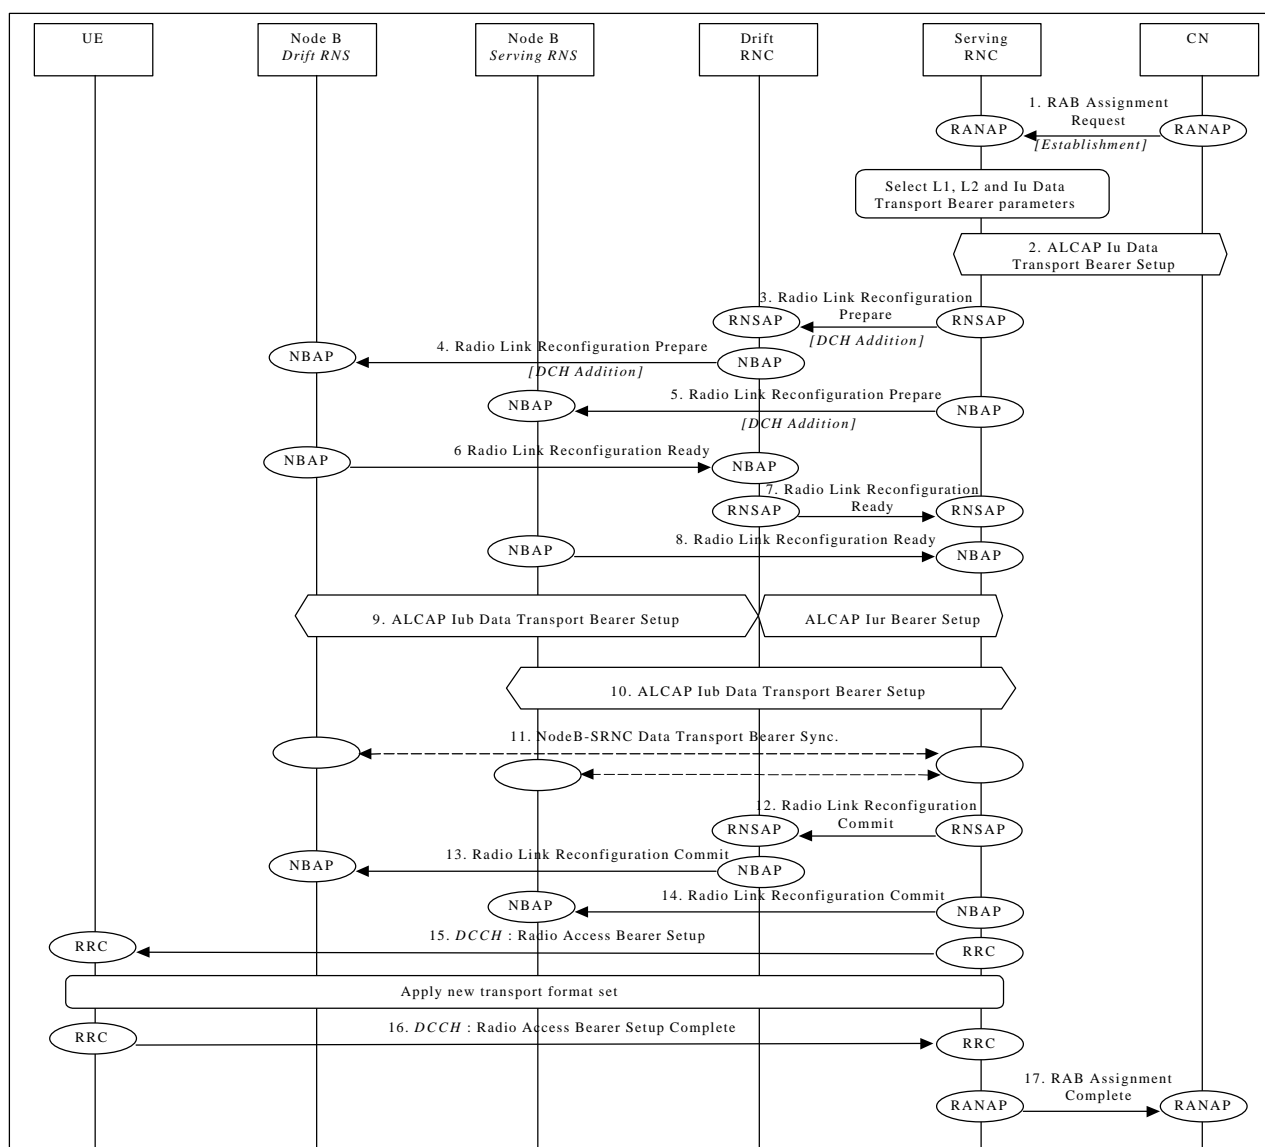 UE
Node B
Drift RNS
Node B
Serving RNS
Drift
RNC
Serving
RNC
CN
1. RAB Assignment
Request
RANAP
RANAP
[Establishment]
Select L1, L2 and Iu Data
Transport Bearer parameters
2. ALCAP Iu Data
Transport Bearer Setup
3. Radio Link Reconfiguration
Prepare
RNSAP
RNSAP
[DCH Addition]
4. Radio Link Reconfiguration Prepare
NBAP
NBAP
[DCH Addition]
5. Radio Link Reconfiguration Prepare
NBAP
NBAP
[DCH Addition]
6 Radio Link Reconfiguration Ready
NBAP
NBAP
7. Radio Link Reconfiguration
Ready
RNSAP
RNSAP
8. Radio Link Reconfiguration Ready
NBAP
NBAP
9. ALCAP Iub Data Transport Bearer Setup
ALCAP Iur Bearer Setup
10. ALCAP Iub Data Transport Bearer Setup
11. NodeB-SRNC Data Transport Bearer Sync.
12. Radio Link Reconfiguration
Commit
RNSAP
RNSAP
13. Radio Link Reconfiguration Commit
NBAP
NBAP
14. Radio Link Reconfiguration Commit
NBAP
NBAP
15. DCCH : Radio Access Bearer Setup
RRC
RRC
Apply new transport format set
16. DCCH : Radio Access Bearer Setup Complete
RRC
RRC
17. RAB Assignment
Complete
RANAP
RANAP